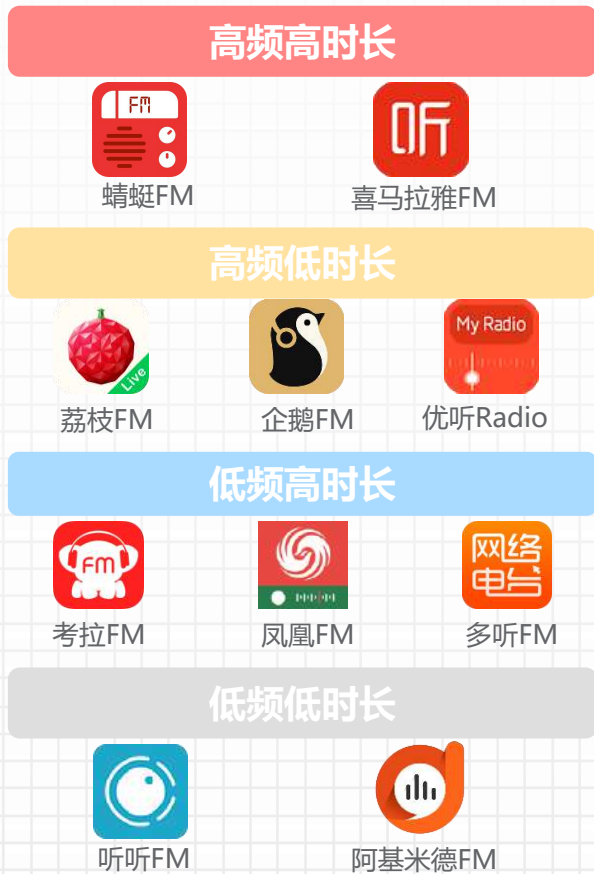 高频高时长
FM
听
蜻蜓FM
喜马拉雅FM
高频低时长
Live
My Radio
荔枝FM
企鹅FM
优听Radio
低频高时长
FM
网络
电台
考拉FM
凤凰FM
多听FM
低频低时长
听听FM
阿基米德FM